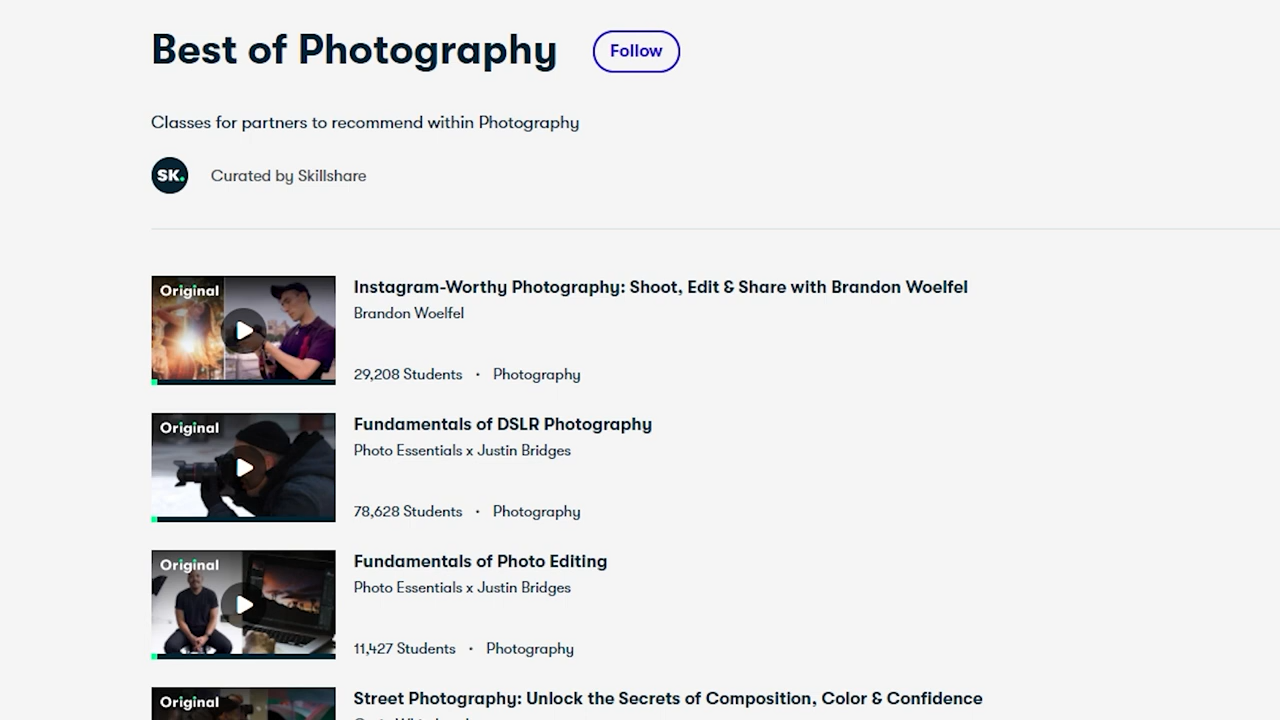 Best of Photography
Follow
Classes for partners to recommend within Photography
SK.
Curated by Skillshare
Original
Instagram-Worthy Photography: Shoot, Edit & Share with Brandon Woelfel
Brandon Woelfel
29,208 Students • Photography
Original
Fundamentals of DSLR Photography
Photo Essentials x Justin Bridges
78,628 Students • Photography
Original
Fundamentals of Photo Editing
Photo Essentials x Justin Bridges
11,427 Students • Photography
Original
Street Photography: Unlock the Secrets of Composition, Color & Confidence